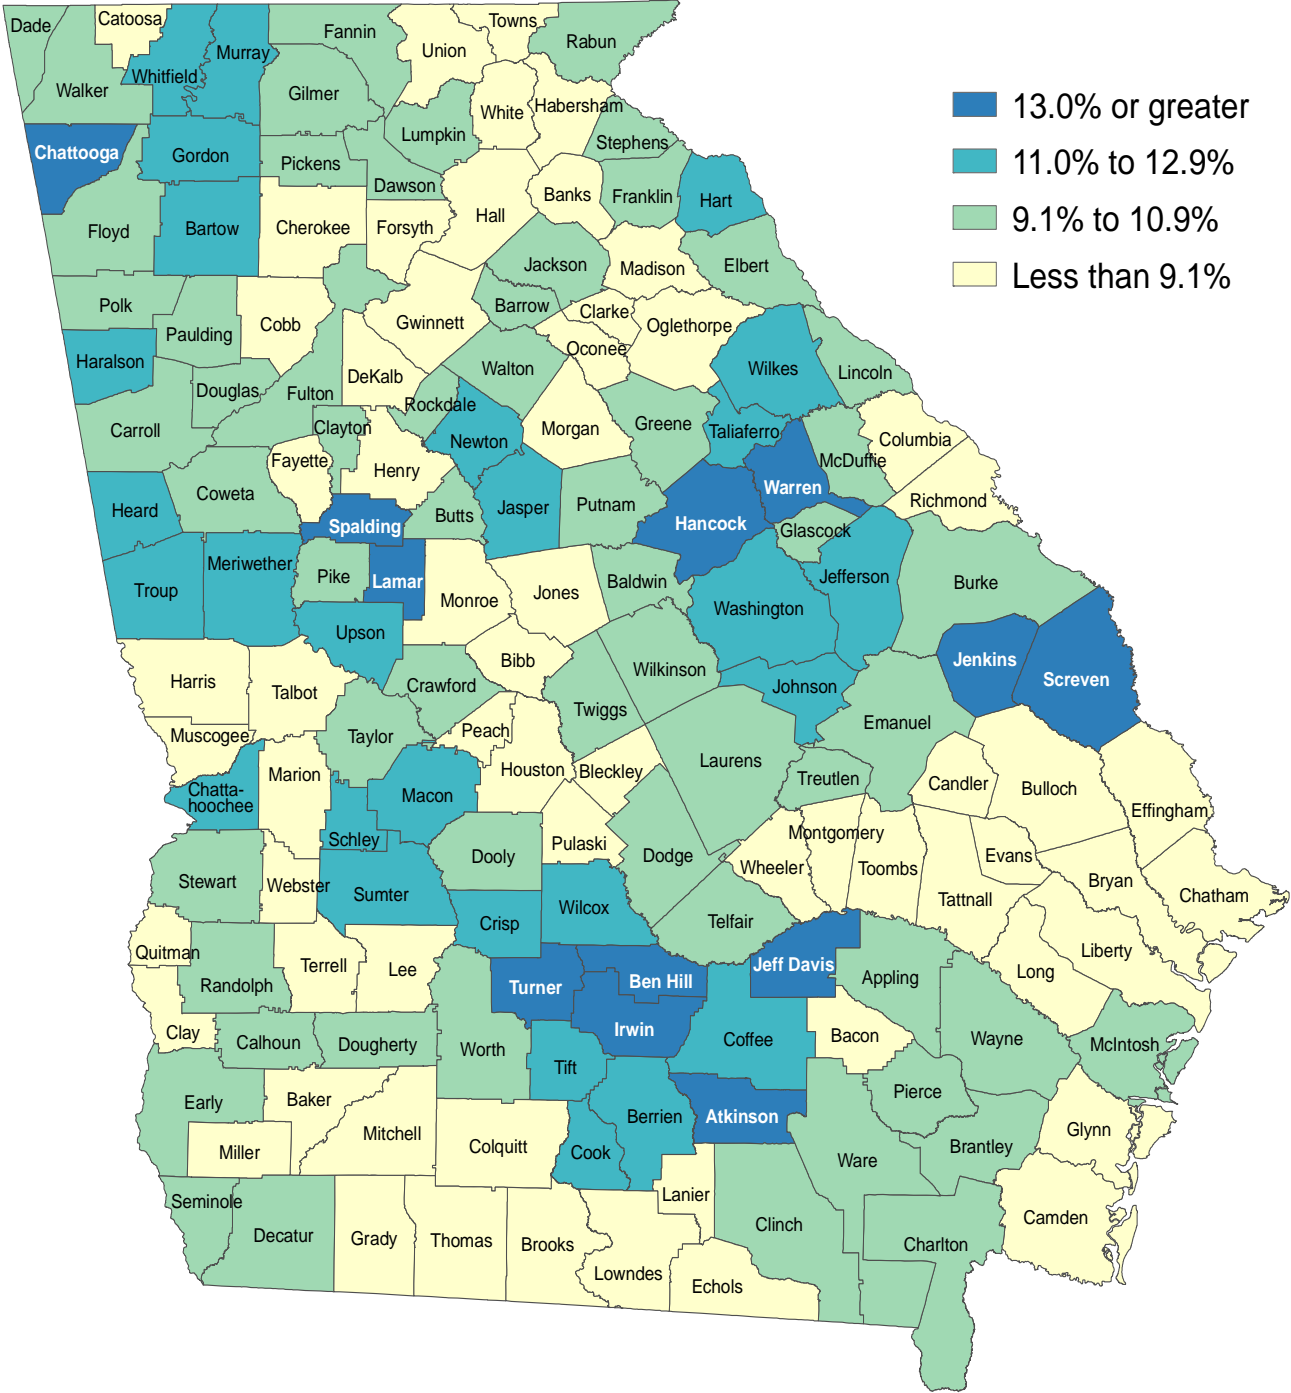 Dade
Catoosa
Fannin
Towns
Union
Rabun
Murray
Whitfield
Walker
Gilmer
White
Habersham
Lumpkin
Stephens
13.0% or greater
11.0% to 12.9%
9.1% to 10.9%
Less than 9.1%
Chattooga
Gordon
Pickens
Dawson
Banks
Franklin
Hart
Floyd
Bartow
Cherokee
Forsyth
Hall
Jackson
Madison
Elbert
Polk
Paulding
Cobb
Gwinnett
Barrow
Clarke
Oglethorpe
Oconee
Haralson
Douglas
Fulton
DeKalb
Walton
Wilkes
Lincoln
Rockdale
Carroll
Clayton
Newton
Morgan
Greene
Taliaferro
Columbia
McDuffie
Fayette
Henry
Heard
Coweta
Butts
Jasper
Putnam
Warren
Richmond
Spalding
Hancock
Glascock
Troup
Meriwether
Pike
Lamar
Monroe
Jones
Baldwin
Jefferson
Burke
Washington
Upson
Bibb
Wilkinson
Jenkins
Screven
Harris
Talbot
Crawford
Johnson
Twiggs
Emanuel
Muscogee
Taylor
Peach
Marion
Houston
Bleckley
Laurens
Treutlen
Candler
Bulloch
Effingham
Chatta-
hoochee
Macon
Schley
Pulaski
Montgomery
Dooly
Dodge
Wheeler
Toombs
Evans
Bryan
Chatham
Stewart
Webster
Sumter
Tattnall
Crisp
Wilcox
Telfair
Quitman
Liberty
Randolph
Terrell
Lee
Turner
Ben Hill
Jeff Davis
Appling
Long
Clay
Calhoun
Dougherty
Worth
Irwin
Coffee
Bacon
Wayne
McIntosh
Tift
Early
Baker
Pierce
Berrien
Atkinson
Miller
Mitchell
Colquitt
Cook
Ware
Brantley
Glynn
Seminole
Lanier
Decatur
Grady
Thomas
Brooks
Clinch
Charlton
Camden
Lowndes
Echols